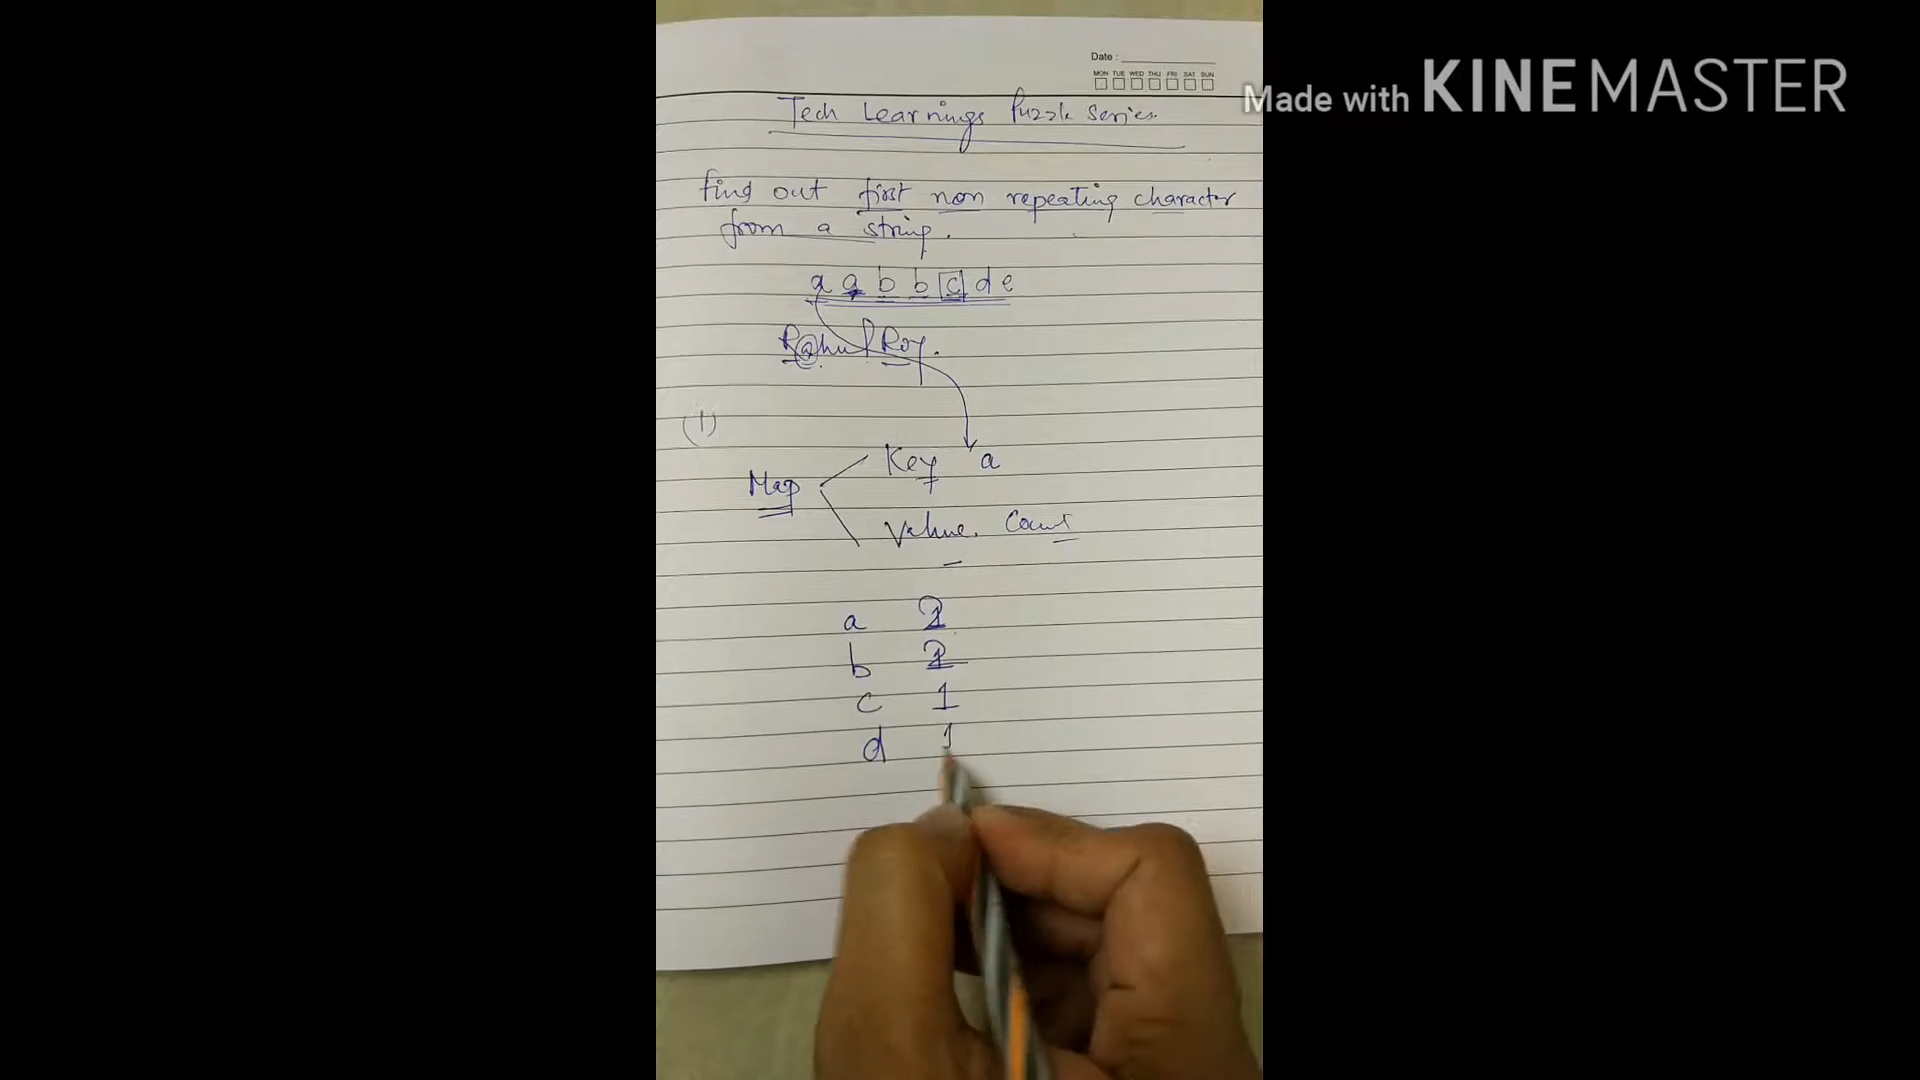 Date :
MON TUE WED THU FRI SAT SUN
Made with KINEMASTER
Tech Learnings Puzzle Series.
find out first non repeating character
from a string.
a a b b c d e
Rahul Roy.
(1)
Key a
Map
Value. Count
a 2
b 2
c 1
d 1